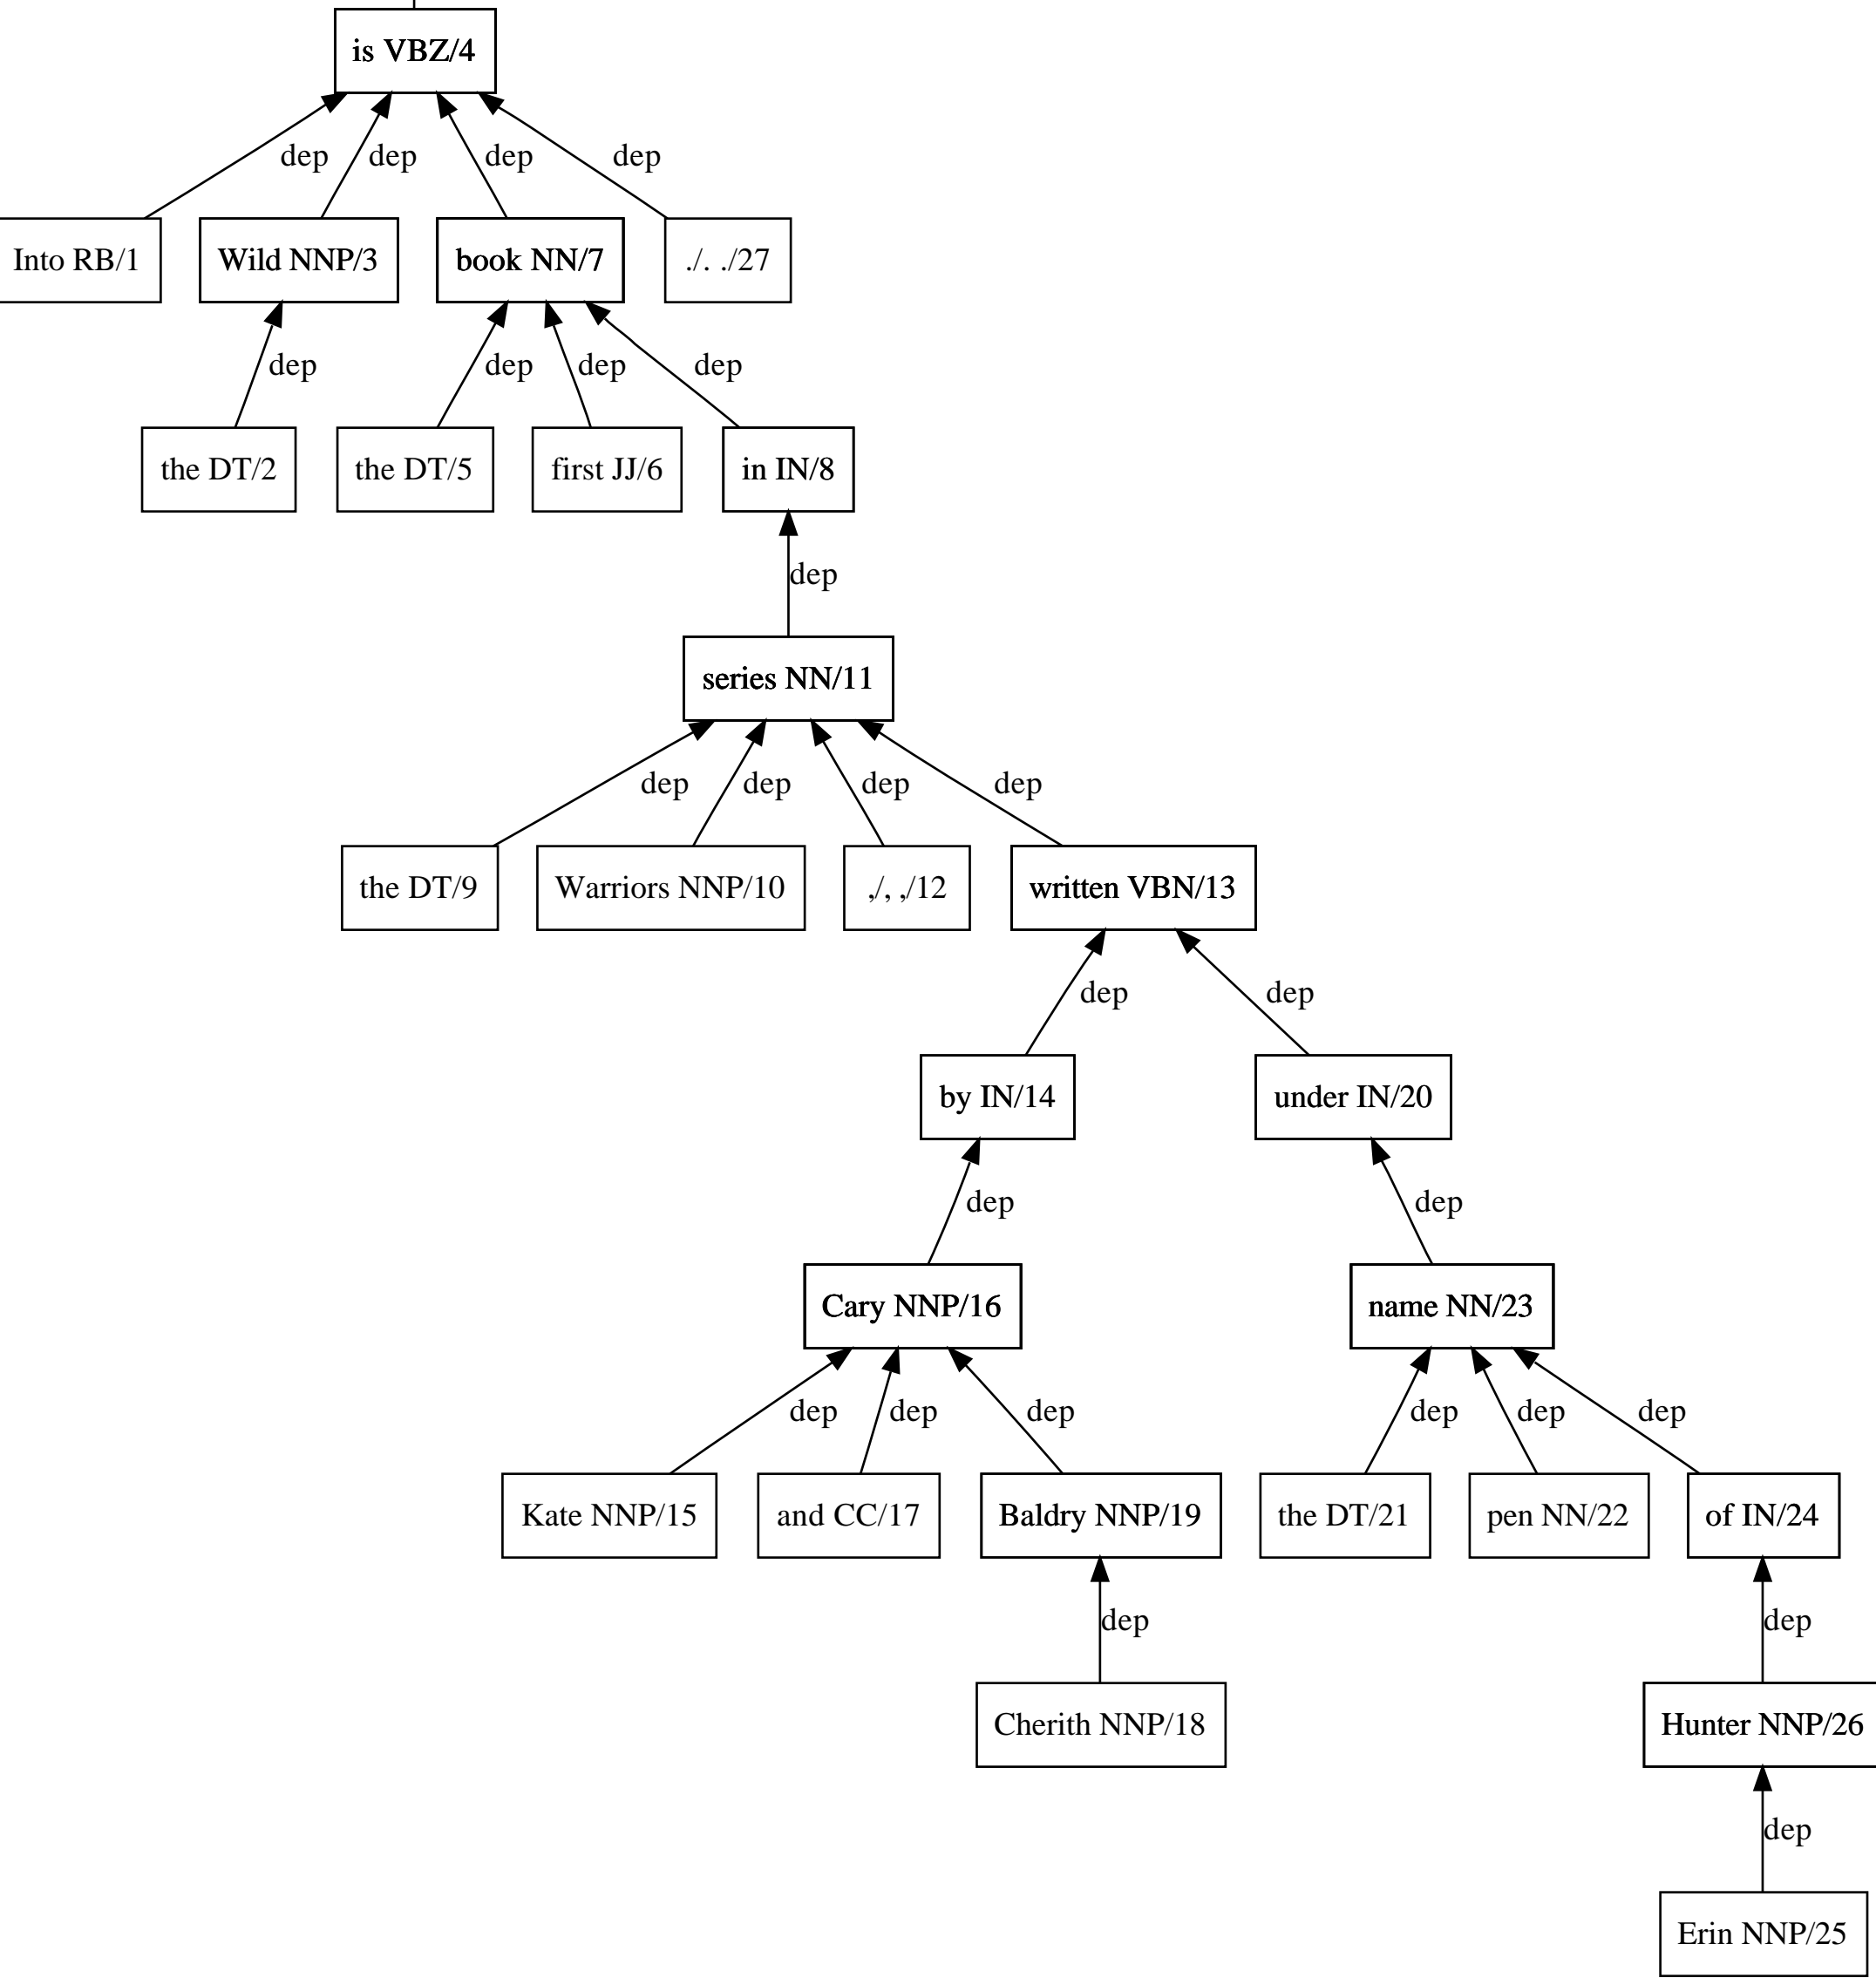 is VBZ/4
dep dep dep dep
Into RB/1 Wild NNP/3 book NN/7 ./. ./27
dep dep dep dep
the DT/2 the DT/5 first JJ/6 in IN/8
dep
series NN/11
dep dep dep dep
the DT/9 Warriors NNP/10 ,/, ,/12 written VBN/13
dep dep
by IN/14 under IN/20
dep dep
Cary NNP/16 name NN/23
dep dep dep dep dep dep
Kate NNP/15 and CC/17 Baldry NNP/19 the DT/21 pen NN/22 of IN/24
dep dep
Cherith NNP/18 Hunter NNP/26
dep
Erin NNP/25